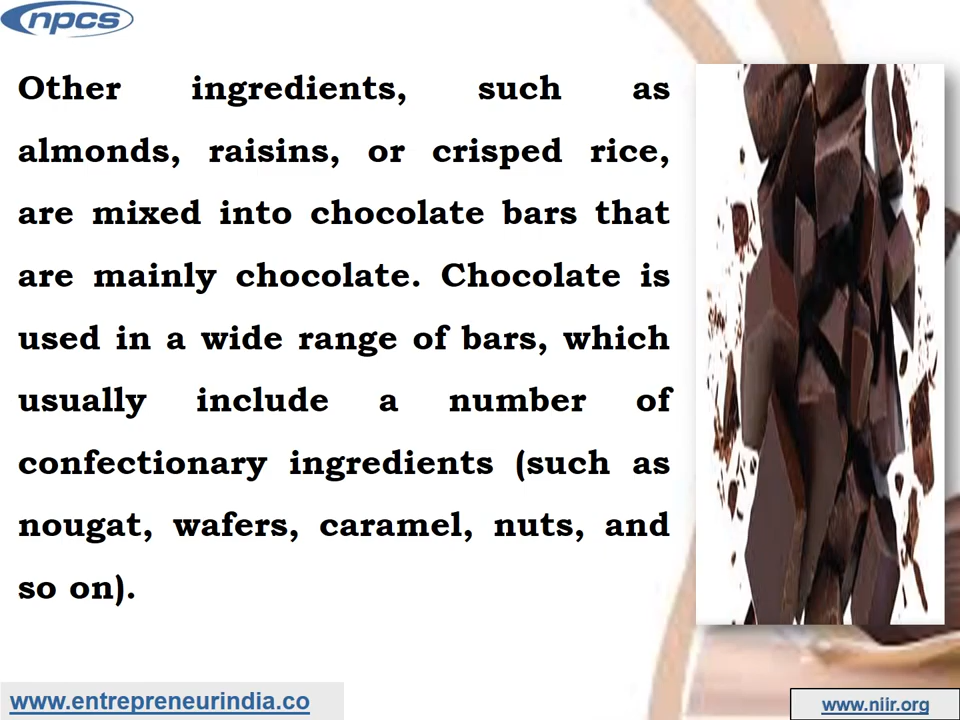 npcs
Other ingredients, such as
almonds, raisins, or crisped rice,
are mixed into chocolate bars that
are mainly chocolate. Chocolate is
used in a wide range of bars, which
usually include a number of
confectionary ingredients (such as
nougat, wafers, caramel, nuts, and
so on).
www.entrepreneurindia.co
www.niir.org